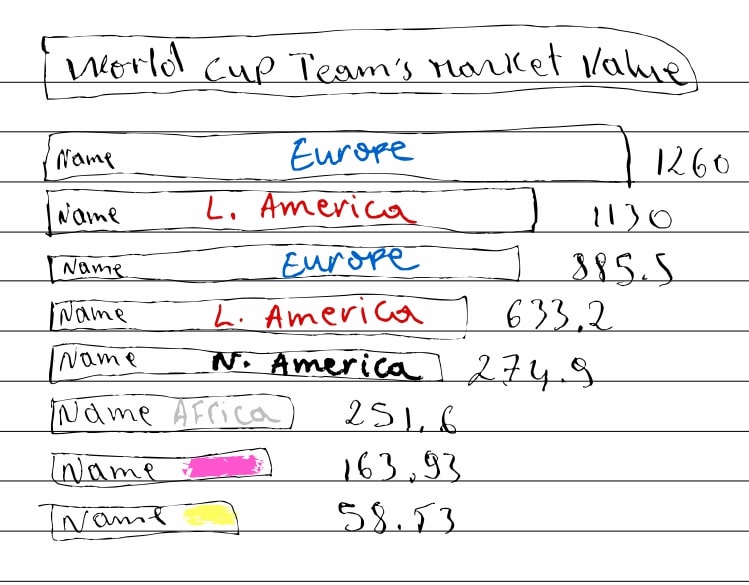 World Cup Team's Market Value
Name Europe 1260
Name L. America 1130
Name Europe 885.5
Name L. America 633.2
Name N. America 274.9
Name Africa 251.6
Name 163.93
Name 58.53